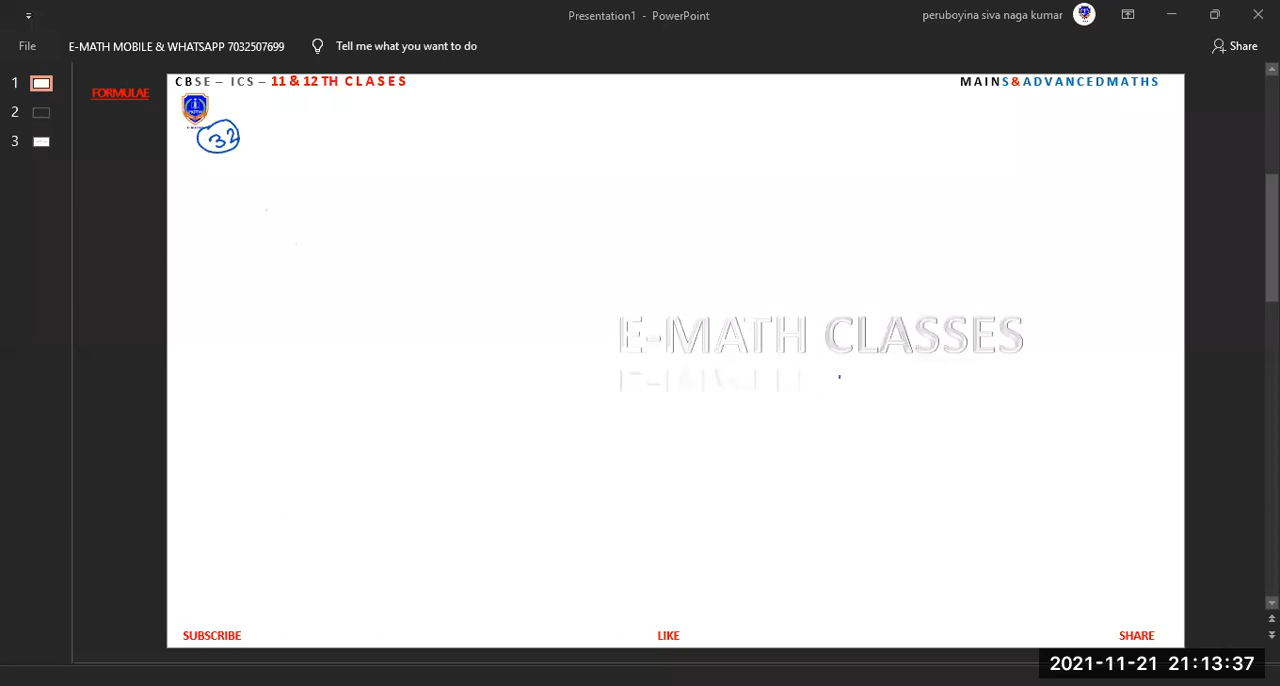 Presentation1 - PowerPoint
peruboyina siva naga kumar
File
E-MATH MOBILE & WHATSAPP 7032507699
Tell me what you want to do
Share
1
2
3
FORMULAE
CBSE – ICS – 11 & 12 TH CLASES
MAINS&ADVANCEDMATHS
32
E-MATH CLASSES
SUBSCRIBE
LIKE
SHARE
2021-11-21 21:13:37